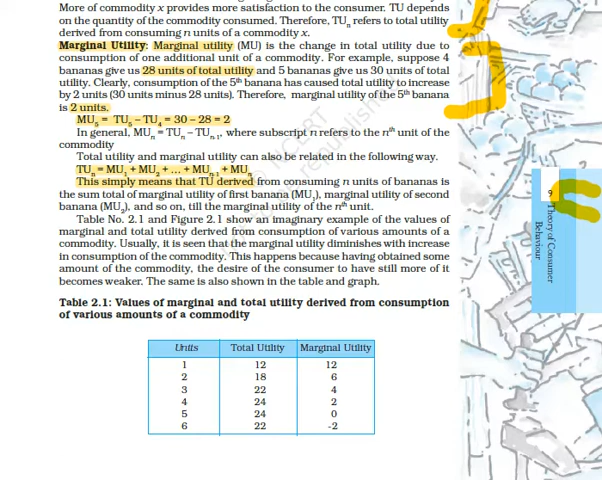 More of commodity x provides more satisfaction to the consumer. TU depends
on the quantity of the commodity consumed. Therefore, TUn refers to total utility
derived from consuming n units of a commodity x.
Marginal Utility: Marginal utility (MU) is the change in total utility due to
consumption of one additional unit of a commodity. For example, suppose 4
bananas give us 28 units of total utility and 5 bananas give us 30 units of total
utility. Clearly, consumption of the 5th banana has caused total utility to increase
by 2 units (30 units minus 28 units). Therefore, marginal utility of the 5th banana
is 2 units.
MU5 = TU5 – TU4 = 30 – 28 = 2
In general, MUn = TUn – TUn-1, where subscript n refers to the nth unit of the
commodity
Total utility and marginal utility can also be related in the following way.
TUn = MU1 + MU2 + … + MUn-1 + MUn
This simply means that TU derived from consuming n units of bananas is
the sum total of marginal utility of first banana (MU1), marginal utility of second
banana (MU2), and so on, till the marginal utility of the nth unit.
Table No. 2.1 and Figure 2.1 show an imaginary example of the values of
marginal and total utility derived from consumption of various amounts of a
commodity. Usually, it is seen that the marginal utility diminishes with increase
in consumption of the commodity. This happens because having obtained some
amount of the commodity, the desire of the consumer to have still more of it
becomes weaker. The same is also shown in the table and graph.
Table 2.1: Values of marginal and total utility derived from consumption
of various amounts of a commodity
Units Total Utility Marginal Utility
1 12 12
2 18 6
3 22 4
4 24 2
5 24 0
6 22 -2
9
Theory of Consumer
Behaviour
© NCERT
republished